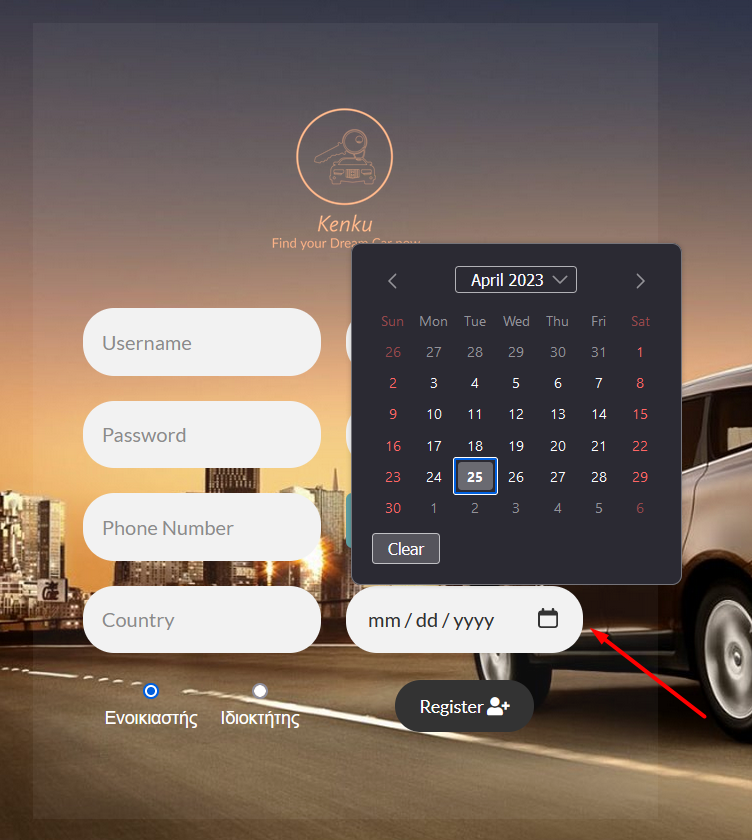 Kenku
Find your Dream Car now
April 2023
Sun Mon Tue Wed Thu Fri Sat
26 27 28 29 30 31 1
2 3 4 5 6 7 8
9 10 11 12 13 14 15
16 17 18 19 20 21 22
23 24 25 26 27 28 29
30 1 2 3 4 5 6
Clear
Username
Password
Phone Number
Country
mm / dd / yyyy
Ενοικιαστής
Ιδιοκτήτης
Register